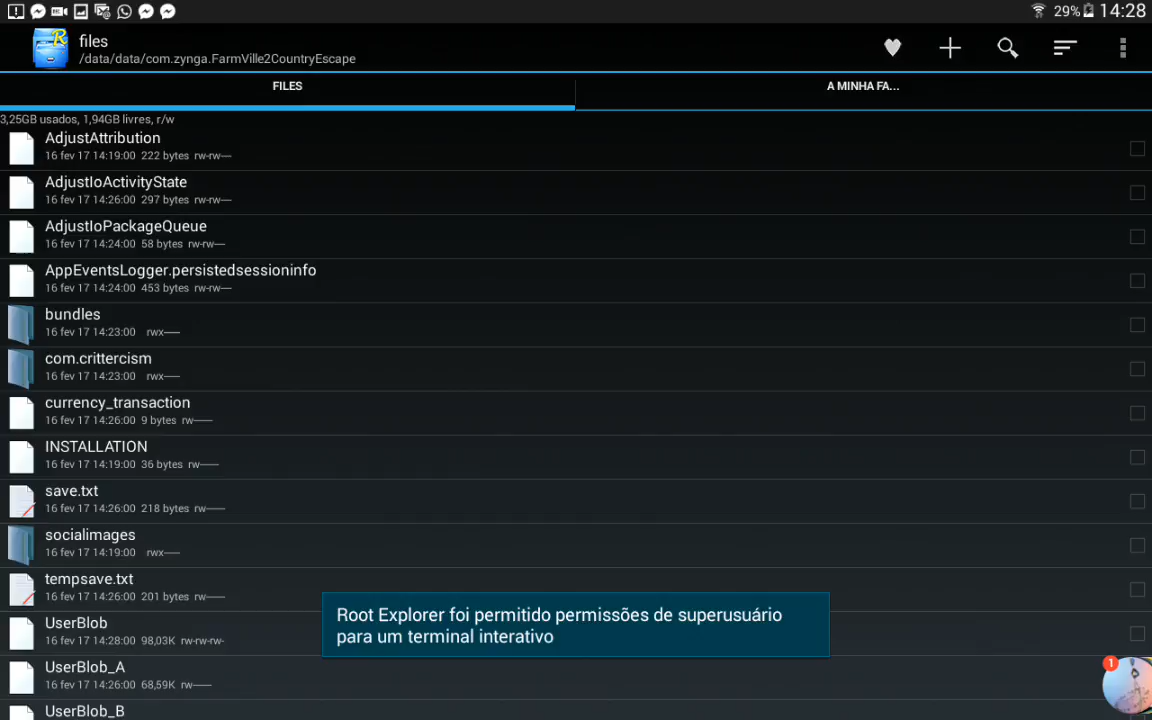 29% 14:28
files
/data/data/com.zynga.FarmVille2CountryEscape
FILES
A MINHA FA...
3,25GB usados, 1,94GB livres, r/w
AdjustAttribution
16 fev 17 14:19:00 222 bytes rw-rw----
AdjustIoActivityState
16 fev 17 14:26:00 297 bytes rw-rw----
AdjustIoPackageQueue
16 fev 17 14:24:00 58 bytes rw-rw----
AppEventsLogger.persistedsessioninfo
16 fev 17 14:24:00 453 bytes rw-rw----
bundles
16 fev 17 14:23:00 rwx------
com.crittercism
16 fev 17 14:23:00 rwx------
currency_transaction
16 fev 17 14:26:00 9 bytes rw-------
INSTALLATION
16 fev 17 14:19:00 36 bytes rw-------
save.txt
16 fev 17 14:26:00 218 bytes rw-------
socialimages
16 fev 17 14:19:00 rwx------
tempsave.txt
16 fev 17 14:26:00 201 bytes rw-------
Root Explorer foi permitido permissões de superusuário
para um terminal interativo
UserBlob
16 fev 17 14:28:00 98,03K rw-rw-rw-
UserBlob_A
16 fev 17 14:26:00 68,59K rw-------
1
UserBlob_B